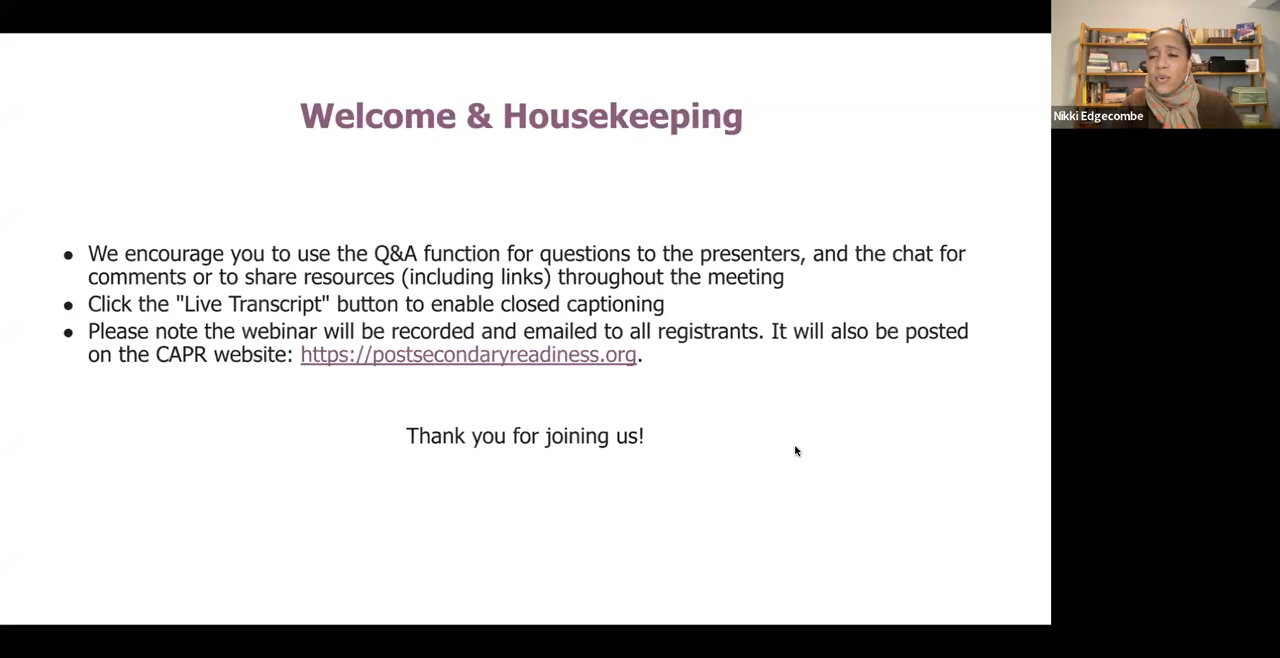 Welcome & Housekeeping
● We encourage you to use the Q&A function for questions to the presenters, and the chat for
comments or to share resources (including links) throughout the meeting
● Click the "Live Transcript" button to enable closed captioning
● Please note the webinar will be recorded and emailed to all registrants. It will also be posted
on the CAPR website: https://postsecondaryreadiness.org.
Thank you for joining us!
Nikki Edgecombe